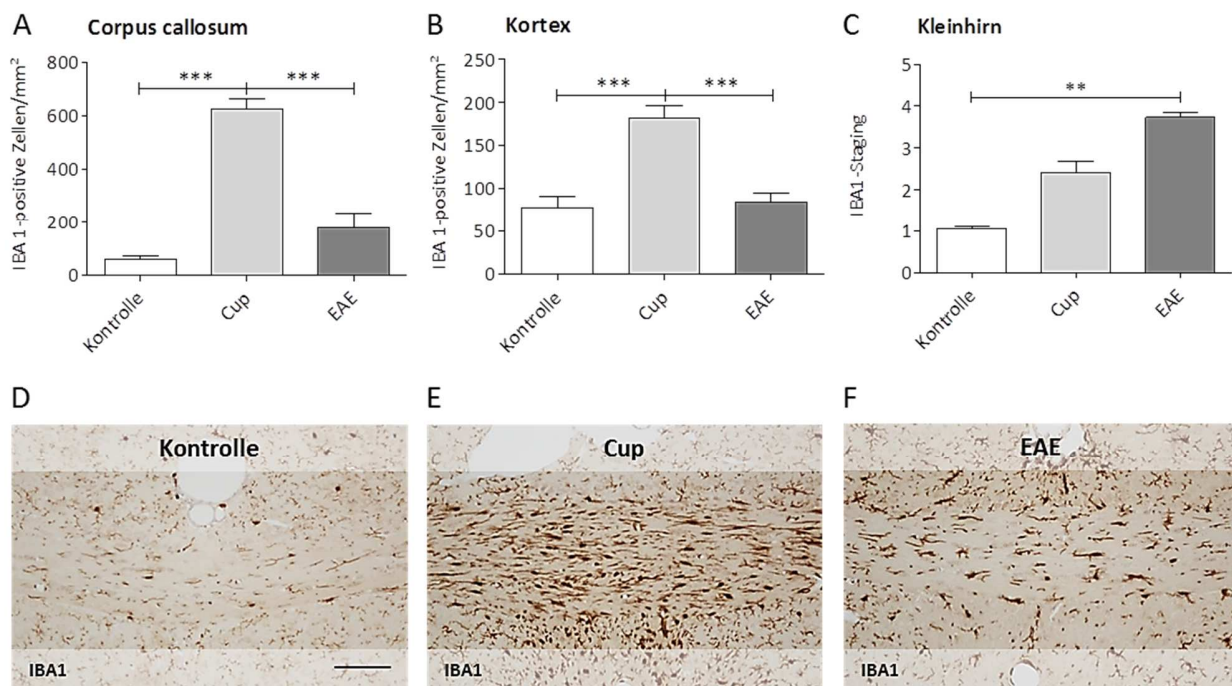 A Corpus callosum
IBA 1-positive Zellen/mm²
800
600
400
200
0
***
***
Kontrolle
Cup
EAE
B Kortex
IBA 1-positive Zellen/mm²
250
200
150
100
50
0
***
***
Kontrolle
Cup
EAE
C Kleinhirn
IBA1-Staging
5
4
3
2
1
0
**
Kontrolle
Cup
EAE
D
Kontrolle
IBA1
E
Cup
IBA1
F
EAE
IBA1